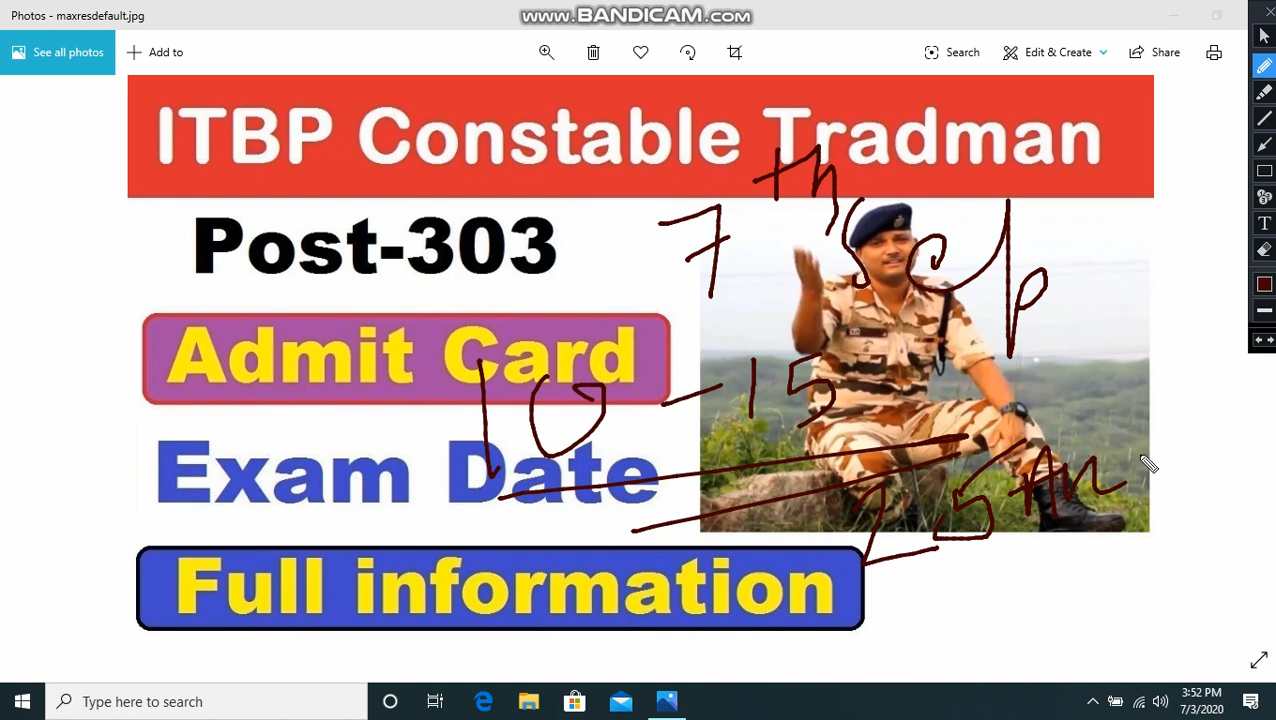 Photos - maxresdefault.jpg
www.BANDICAM.com
See all photos
Add to
Search
Edit & Create
Share
ITBP Constable Tradman
Post-303
7th Sep
Admit Card
10-15
Exam Date
25
Full information
Type here to search
3:52 PM
7/3/2020